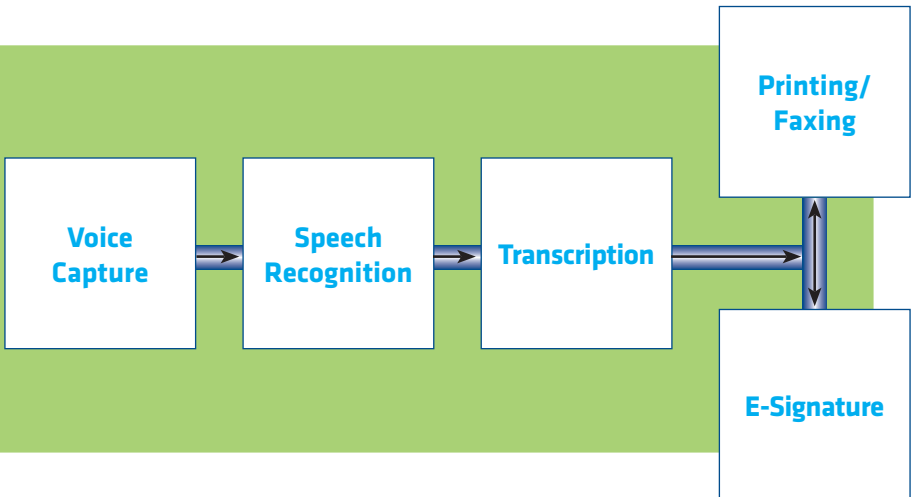 Printing/
Faxing
Voice
Capture
Speech
Recognition
Transcription
E-Signature